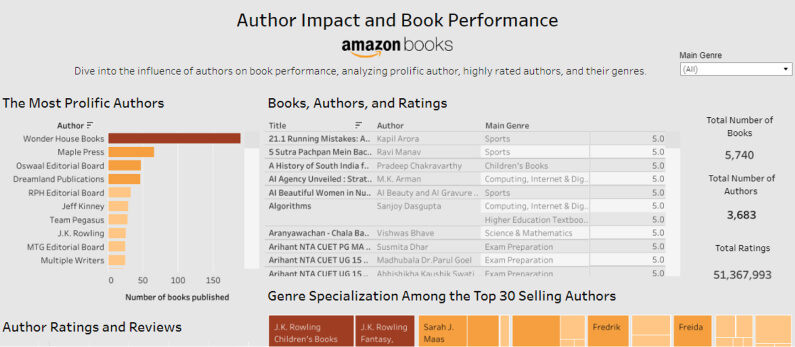 Author Impact and Book Performance
amazon books
Dive into the influence of authors on book performance, analyzing prolific author, highly rated authors, and their genres.
Main Genre
(All)
The Most Prolific Authors
Author
Wonder House Books
Maple Press
Oswaal Editorial Board
Dreamland Publications
RPH Editorial Board
Jeff Kinney
Team Pegasus
J.K. Rowling
MTG Editorial Board
Multiple Writers
0 50 100 150
Number of books published
Books, Authors, and Ratings
Title Author Main Genre
21.1 Running Mistakes: A.. Kapil Arora Sports 5.0
5 Sutra Pachpan Mein Bac.. Ravi Manav Sports 5.0
A History of South India f.. Pradeep Chakravarthy Children's Books 5.0
AI Agency Unveiled : Strat.. M.K. Arman Computing, Internet & Dig.. 5.0
AI Beautiful Women in Nu.. AI Beauty and AI Gravure .. Sports 5.0
Algorithms Sanjoy Dasgupta Computing, Internet & Dig.. 5.0
Higher Education Textboo.. 5.0
Aranyawachan - Chala Ba.. Vishwas Bhave Science & Mathematics 5.0
Arihant NTA CUET PG MA .. Susmita Dhar Exam Preparation 5.0
Arihant NTA CUET UG 15 .. Madhubala Dr.Parul Goel Exam Preparation 5.0
Arihant NTA CUET UG 15 .. Abhishikha Kaushik Swati.. Exam Preparation 5.0
Total Number of
Books
5,740
Total Number of
Authors
3,683
Total Ratings
51,367,993
Genre Specialization Among the Top 30 Selling Authors
J.K. Rowling
Children's Books
J.K. Rowling
Fantasy,
Sarah J.
Maas
Fredrik
Freida
Author Ratings and Reviews